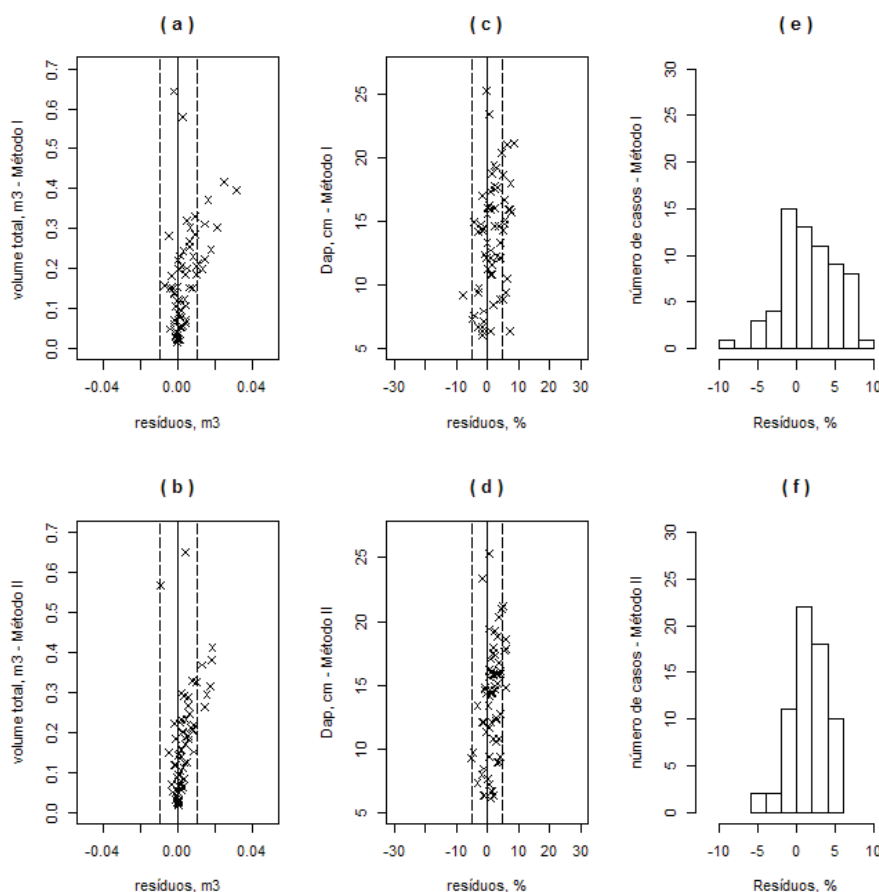 ( a )
volume total, m3 - Método I
0.0 0.1 0.2 0.3 0.4 0.5 0.6 0.7
-0.04 0.00 0.04
resíduos, m3
( c )
Dap, cm - Método I
5 10 15 20 25
-30 -10 0 10 20 30
resíduos, %
( e )
número de casos - Método I
0 5 10 15 20 25 30
-10 -5 0 5 10
Resíduos, %
( b )
volume total, m3 - Método II
0.0 0.1 0.2 0.3 0.4 0.5 0.6 0.7
-0.04 0.00 0.04
resíduos, m3
( d )
Dap, cm - Método II
5 10 15 20 25
-30 -10 0 10 20 30
resíduos, %
( f )
número de casos - Método II
0 5 10 15 20 25 30
-10 -5 0 5 10
Resíduos, %